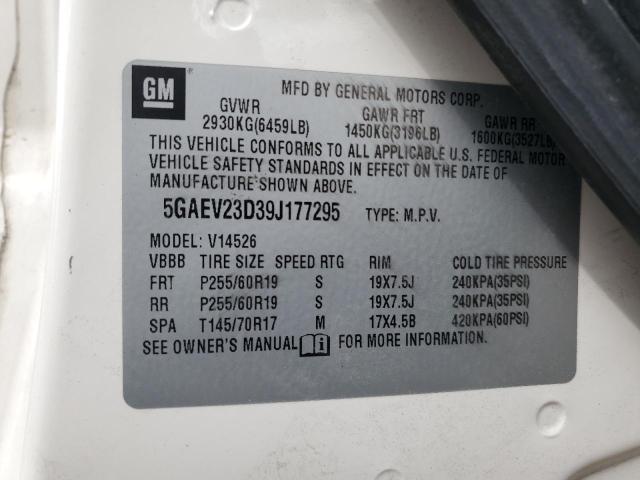 GM
MFD BY GENERAL MOTORS CORP.
GVWR GAWR FRT GAWR RR
2930KG(6459LB) 1450KG(3196LB) 1600KG(3527LB)
THIS VEHICLE CONFORMS TO ALL APPLICABLE U.S. FEDERAL MOTOR
VEHICLE SAFETY STANDARDS IN EFFECT ON THE DATE OF
MANUFACTURE SHOWN ABOVE.
5GAEV23D39J177295 TYPE: M.P.V.
MODEL: V14526
VBBB TIRE SIZE SPEED RTG RIM COLD TIRE PRESSURE
FRT P255/60R19 S 19X7.5J 240KPA(35PSI)
RR P255/60R19 S 19X7.5J 240KPA(35PSI)
SPA T145/70R17 M 17X4.5B 420KPA(60PSI)
SEE OWNER'S MANUAL i FOR MORE INFORMATION.